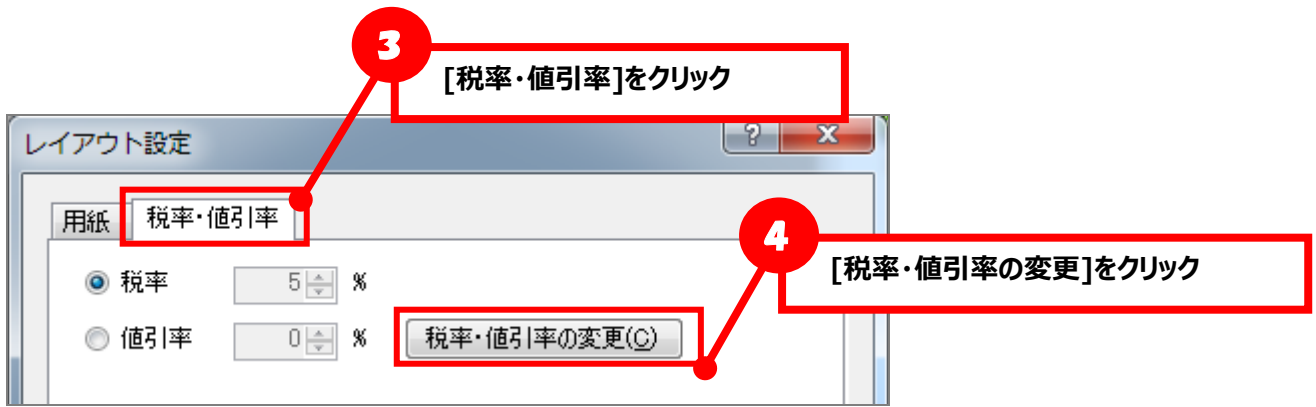 3
[税率・値引率]をクリック
レイアウト設定
? x
用紙 税率・値引率
4
[税率・値引率の変更]をクリック
税率 5 %
値引率 0 % 税率・値引率の変更(C)